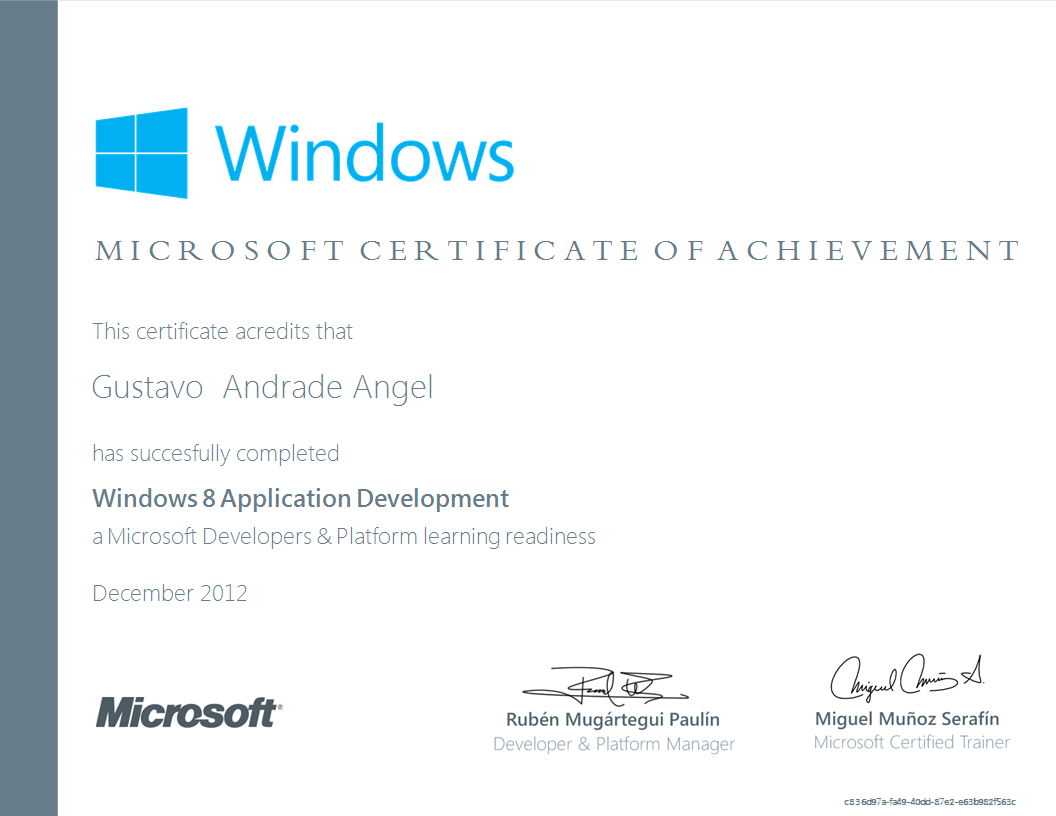 Windows
MICROSOFT CERTIFICATE OF ACHIEVEMENT
This certificate acredits that
Gustavo Andrade Angel
has succesfully completed
Windows 8 Application Development
a Microsoft Developers & Platform learning readiness
December 2012
Microsoft®
Rubén Mugártegui Paulín
Developer & Platform Manager
Miguel Muñoz S.
Miguel Muñoz Serafín
Microsoft Certified Trainer
c836d97a-fa49-40dd-87e2-e63b982f563c